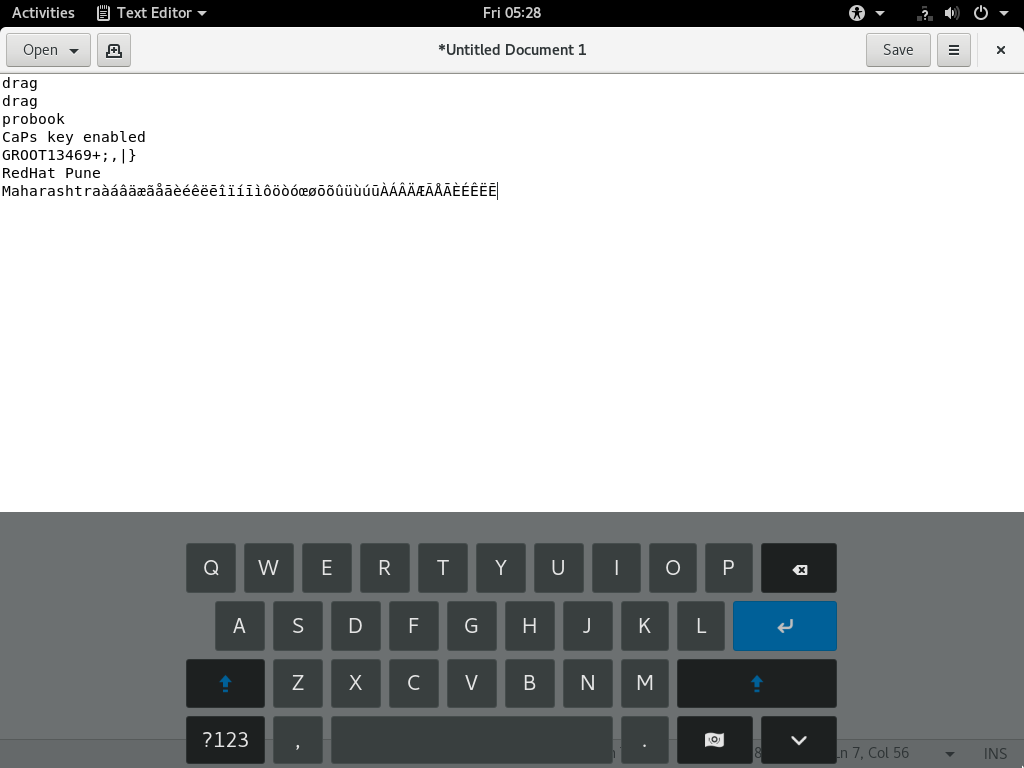 Activities Text Editor Fri 05:28
Open *Untitled Document 1 Save
drag
drag
probook
CaPs key enabled
GROOT13469+;,|}
RedHat Pune
MaharashtraàáâäæãåāèéêëēîïíīìôöòóœøōõûüùúūÀÁÂÄÆÃÅĀÈÉÊËĒ
Q W E R T Y U I O P
A S D F G H J K L
Z X C V B N M
?123 , .
Ln 7, Col 56 INS